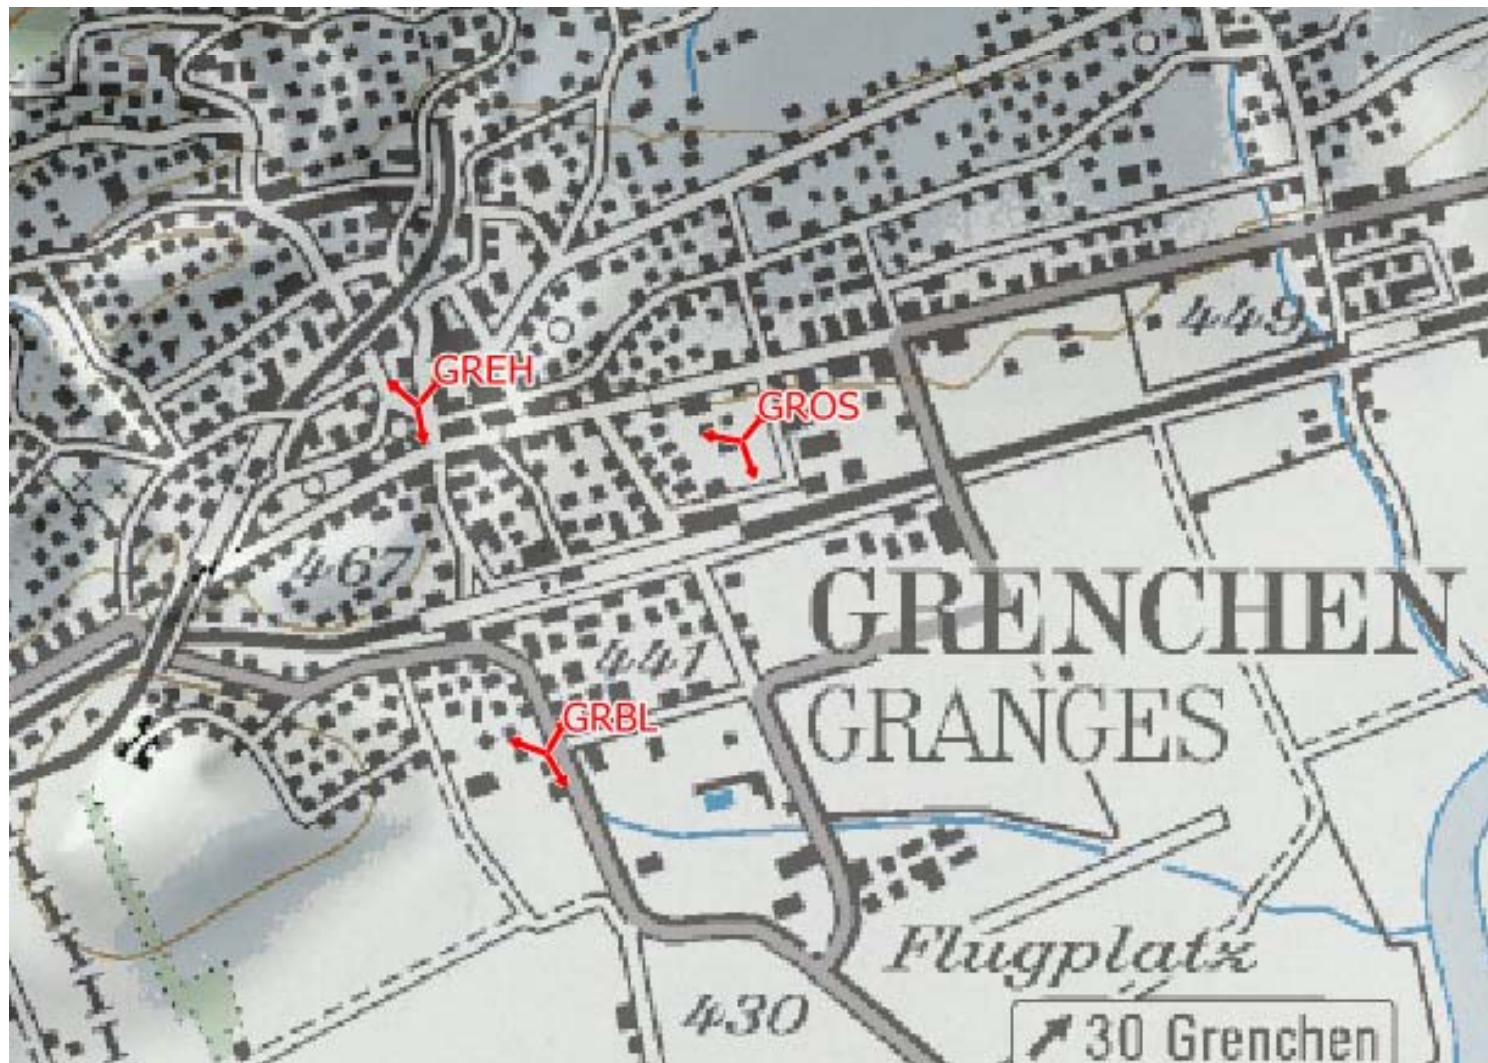 449
GREH
GROS
467
GRENCHEN
441
GRANGES
GRBL
Flugplatz
430
30 Grenchen